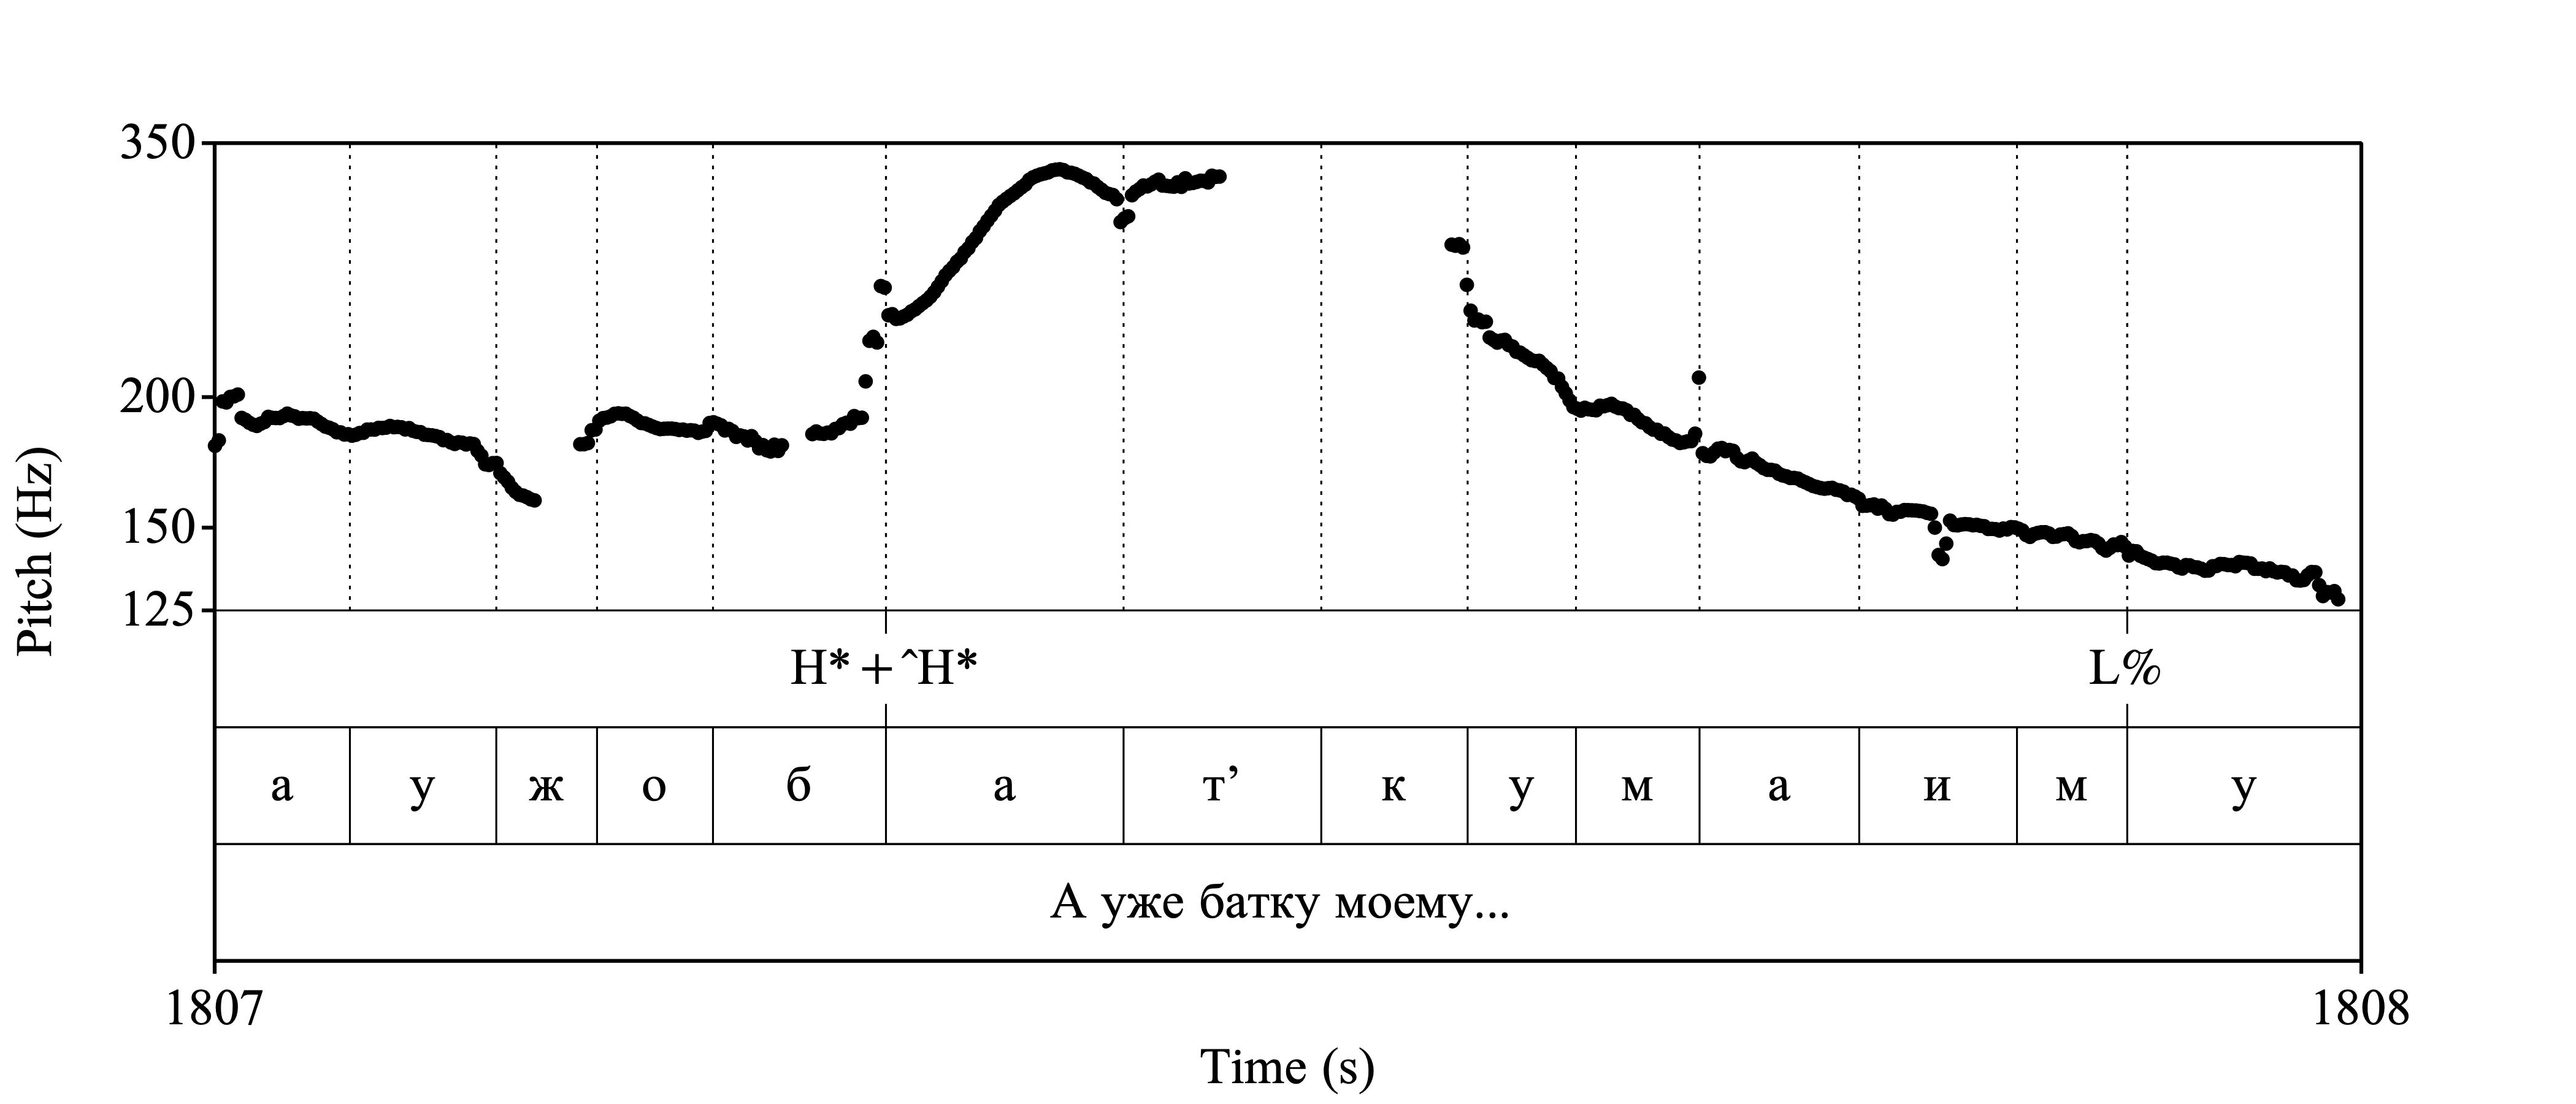 350
200
150
125
Pitch (Hz)
H* + ˆH* L%
а у ж о б а т’ к у м а и м у
А уже батку моему...
1807 1808
Time (s)